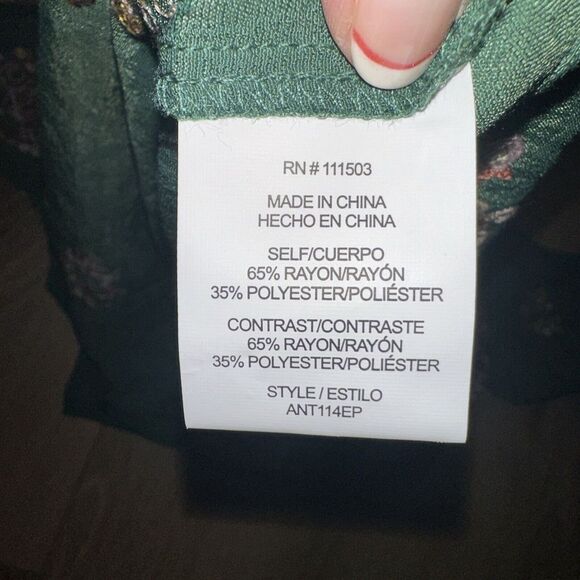 RN # 111503
MADE IN CHINA
HECHO EN CHINA
SELF/CUERPO
65% RAYON/RAYÓN
35% POLYESTER/POLIÉSTER
CONTRAST/CONTRASTE
65% RAYON/RAYÓN
35% POLYESTER/POLIÉSTER
STYLE / ESTILO
ANT114EP